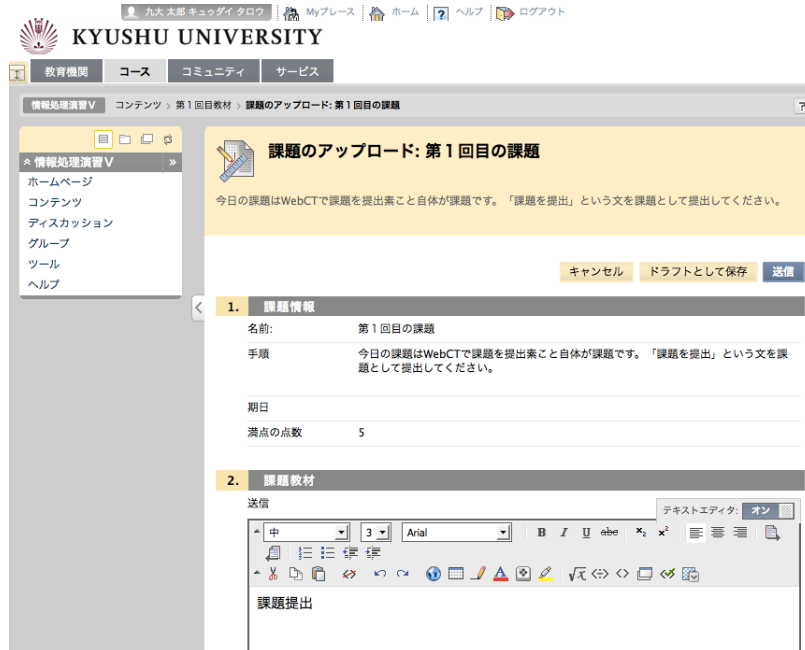 九大 太郎 キュウダイ タロウ Myプレース ホーム ? ヘルプ ログアウト
KYUSHU UNIVERSITY
教育機関 コース コミュニティ サービス
情報処理演習Ⅴ コンテンツ > 第1回目教材 > 課題のアップロード: 第1回目の課題 ?
情報処理演習Ⅴ »
ホームページ
コンテンツ
ディスカッション
グループ
ツール
ヘルプ
課題のアップロード: 第1回目の課題
今日の課題はWebCTで課題を提出素こと自体が課題です。「課題を提出」という文を課題として提出してください。
キャンセル ドラフトとして保存 送信
1. 課題情報
名前: 第1回目の課題
手順 今日の課題はWebCTで課題を提出素こと自体が課題です。「課題を提出」という文を課
題として提出してください。
期日
満点の点数 5
2. 課題教材
送信
テキストエディタ: オン
中 3 Arial B I U abc x₂ x²
課題提出